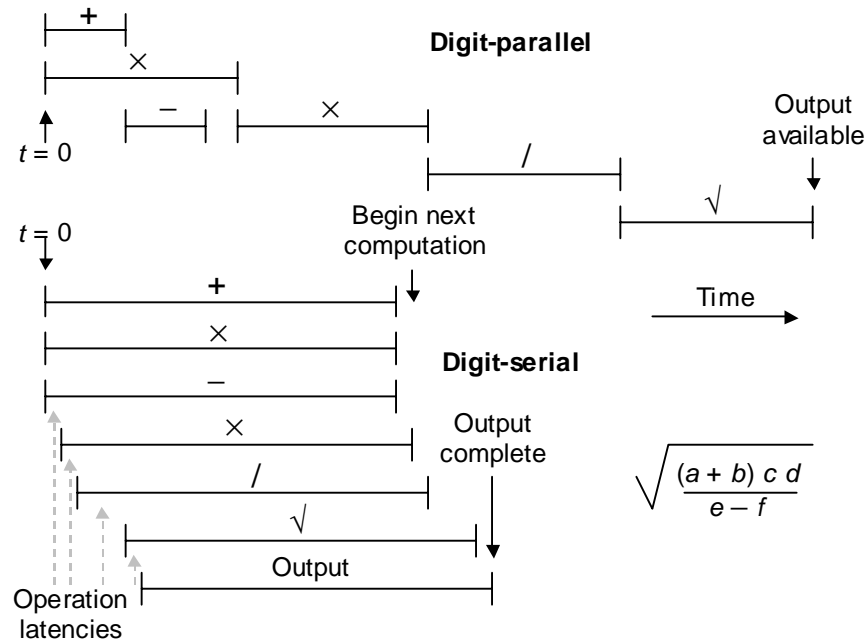 +
Digit-parallel
×
−
×
Output
available
t = 0
/
√
Begin next
computation
t = 0
+
Time
×
Digit-serial
−
Output
complete
×
√ (a + b) c d
e − f
/
√
Output
Operation
latencies